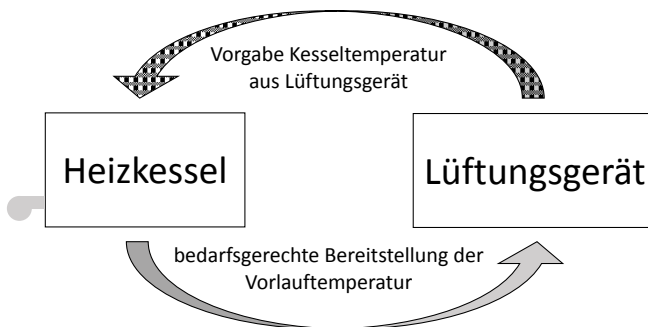 Vorgabe Kesseltemperatur
aus Lüftungsgerät
Heizkessel
Lüftungsgerät
bedarfsgerechte Bereitstellung der
Vorlauftemperatur